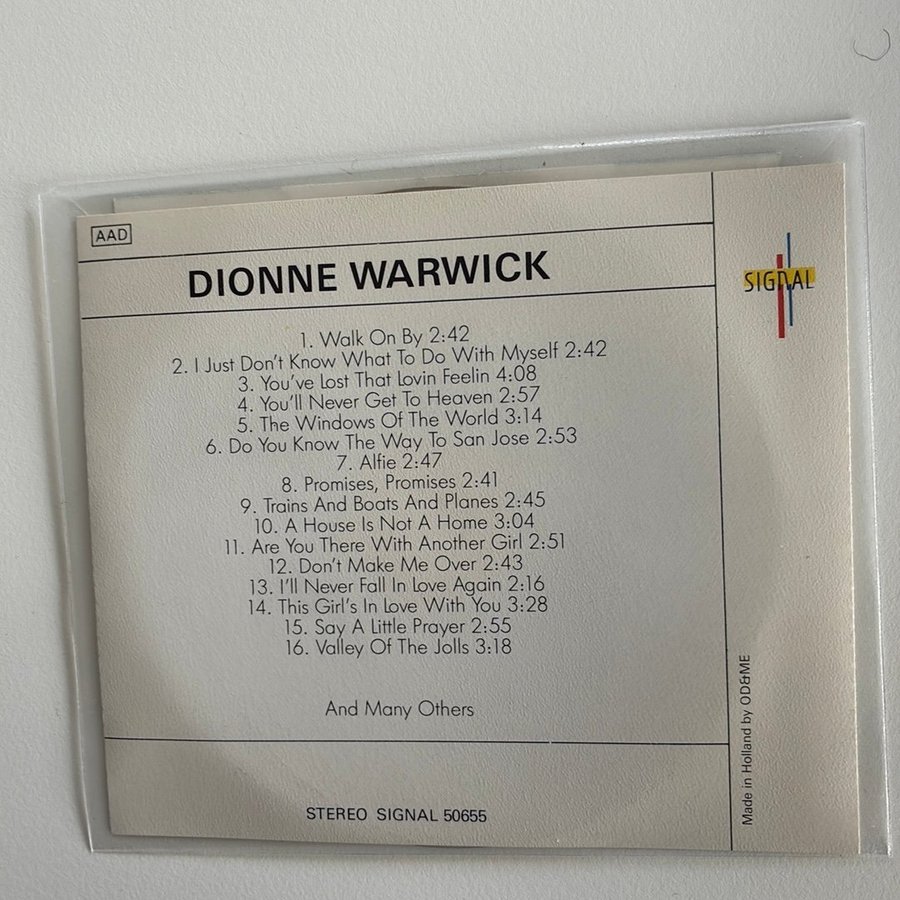 AAD
DIONNE WARWICK
SIGNAL
1. Walk On By 2:42
2. I Just Don't Know What To Do With Myself 2:42
3. You've Lost That Lovin Feelin 4:08
4. You'll Never Get To Heaven 2:57
5. The Windows Of The World 3:14
6. Do You Know The Way To San Jose 2:53
7. Alfie 2:47
8. Promises, Promises 2:41
9. Trains And Boats And Planes 2:45
10. A House Is Not A Home 3:04
11. Are You There With Another Girl 2:51
12. Don't Make Me Over 2:43
13. I'll Never Fall In Love Again 2:16
14. This Girl's In Love With You 3:28
15. Say A Little Prayer 2:55
16. Valley Of The Jolls 3:18
And Many Others
STEREO SIGNAL 50655
Made in Holland by OD&ME